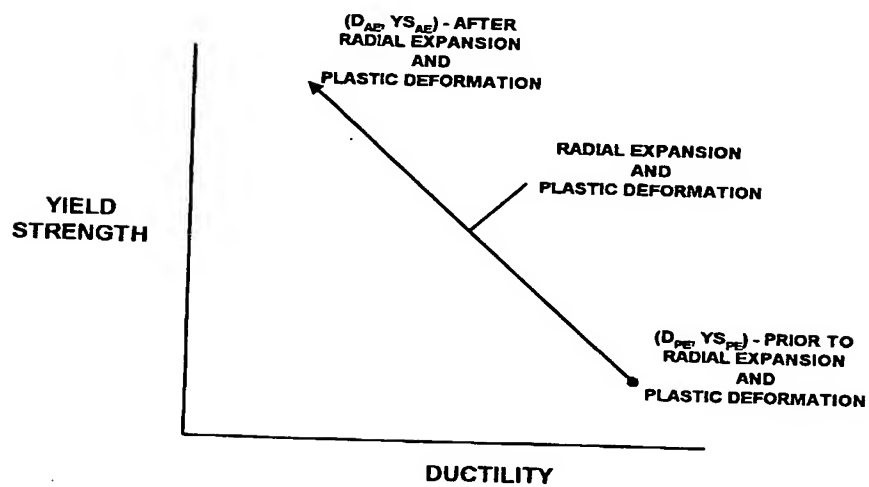 (D_AE, YS_AE) - AFTER
RADIAL EXPANSION
AND
PLASTIC DEFORMATION
RADIAL EXPANSION
AND
PLASTIC DEFORMATION
YIELD
STRENGTH
(D_PE, YS_PE) - PRIOR TO
RADIAL EXPANSION
AND
PLASTIC DEFORMATION
DUCTILITY